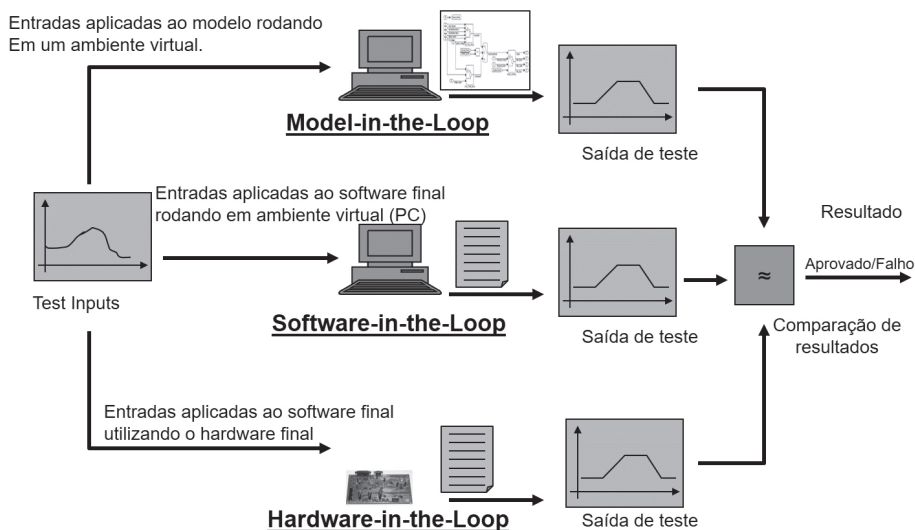 Entradas aplicadas ao modelo rodando
Em um ambiente virtual.
Model-in-the-Loop
Saída de teste
Entradas aplicadas ao software final
rodando em ambiente virtual (PC)
Test Inputs
Software-in-the-Loop
Saída de teste
Resultado
≈
Aprovado/Falho
Comparação de
resultados
Entradas aplicadas ao software final
utilizando o hardware final
Hardware-in-the-Loop
Saída de teste